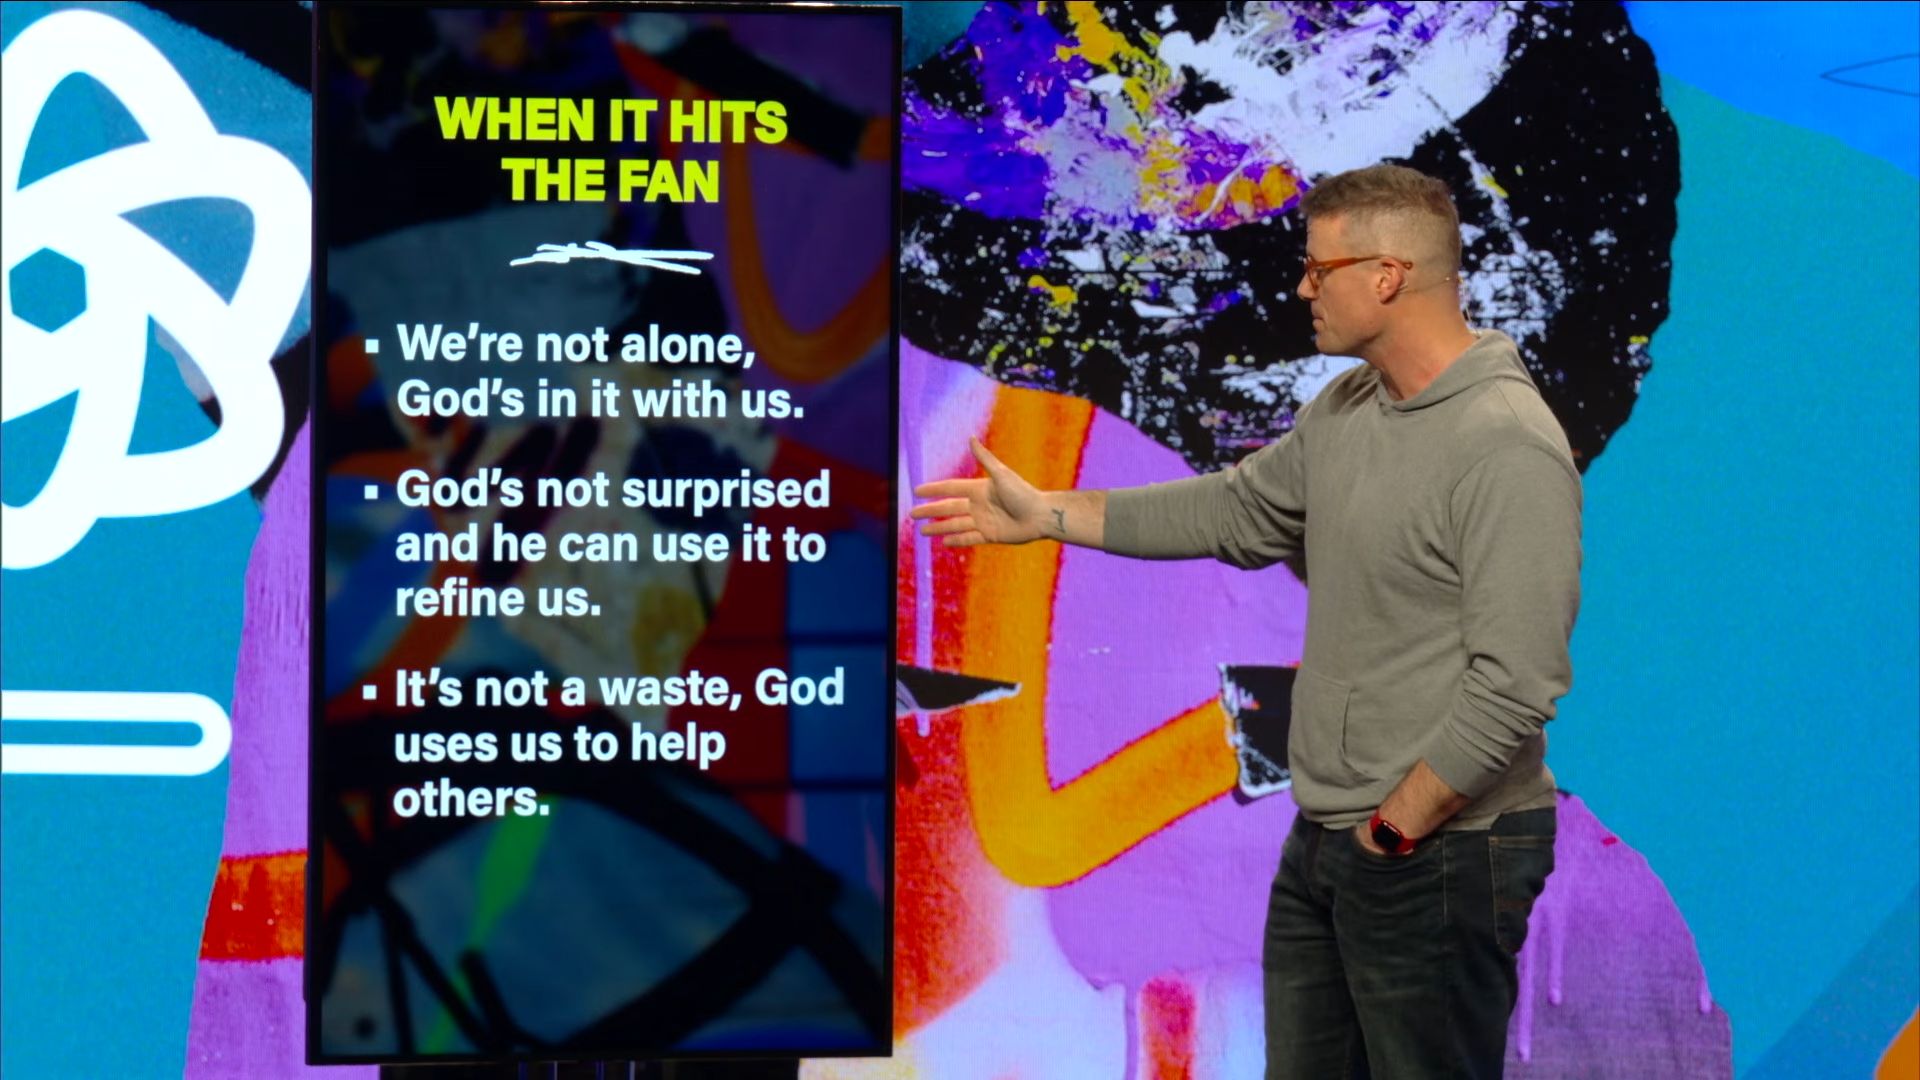 WHEN IT HITS
THE FAN
▪ We're not alone,
God's in it with us.
▪ God's not surprised
and he can use it to
refine us.
▪ It's not a waste, God
uses us to help
others.